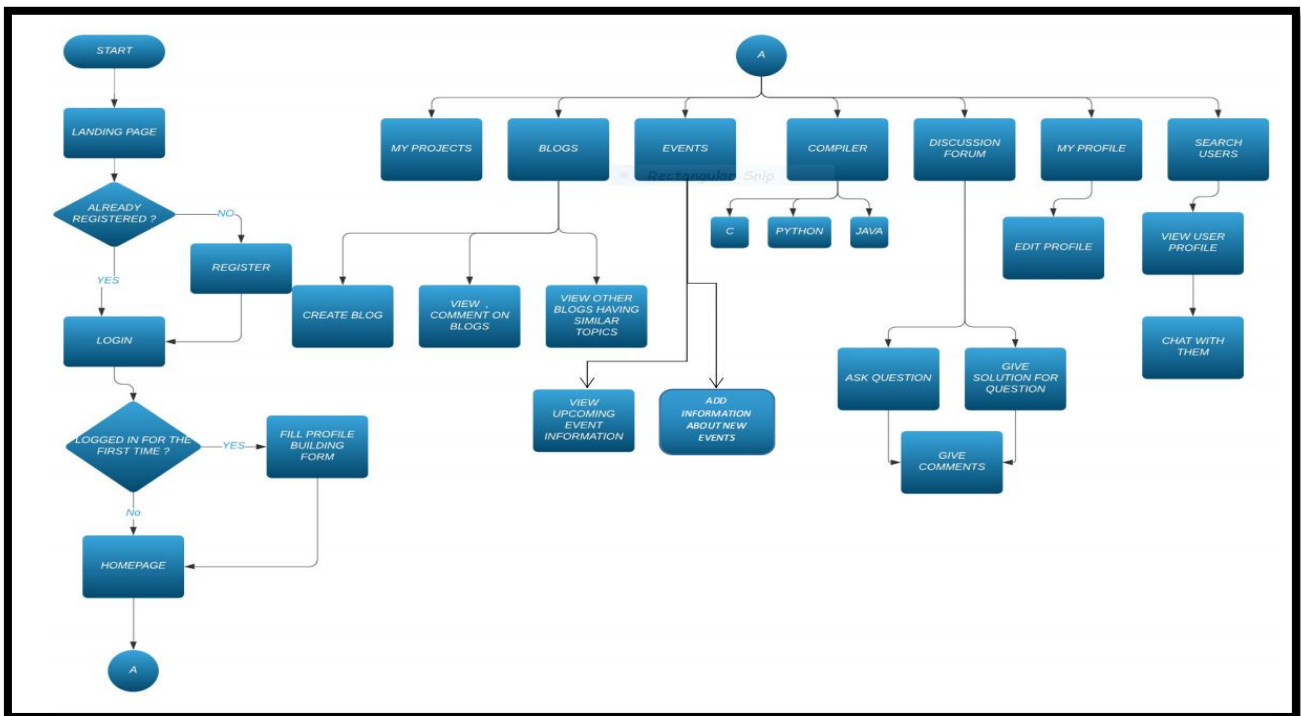 START
LANDING PAGE
ALREADY
REGISTERED ?
NO
REGISTER
YES
LOGIN
LOGGED IN FOR THE
FIRST TIME ?
YES
FILL PROFILE
BUILDING
FORM
No
HOMEPAGE
A
A
MY PROJECTS
BLOGS
EVENTS
COMPILER
DISCUSSION
FORUM
MY PROFILE
SEARCH
USERS
Rectangular Snip
CREATE BLOG
VIEW ,
COMMENT ON
BLOGS
VIEW OTHER
BLOGS HAVING
SIMILAR
TOPICS
VIEW
UPCOMING
EVENT
INFORMATION
ADD
INFORMATION
ABOUT NEW
EVENTS
C
PYTHON
JAVA
ASK QUESTION
GIVE
SOLUTION FOR
QUESTION
GIVE
COMMENTS
EDIT PROFILE
VIEW USER
PROFILE
CHAT WITH
THEM